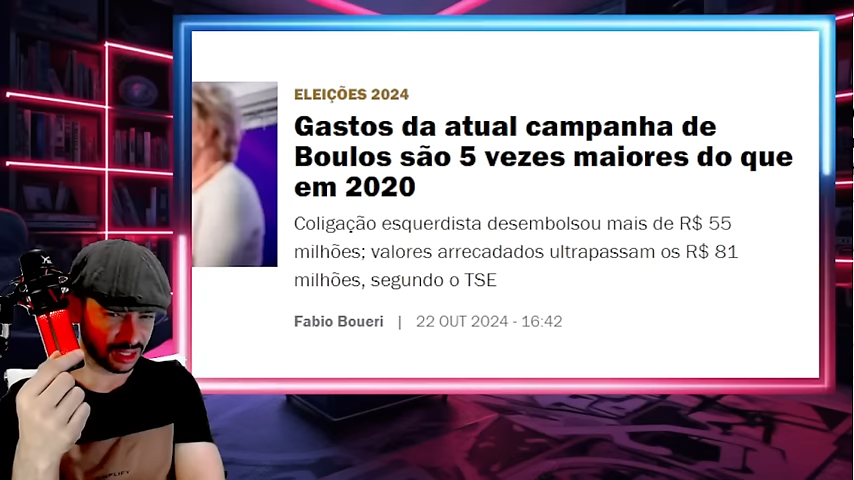 ELEIÇÕES 2024
Gastos da atual campanha de
Boulos são 5 vezes maiores do que
em 2020
Coligação esquerdista desembolsou mais de R$ 55
milhões; valores arrecadados ultrapassam os R$ 81
milhões, segundo o TSE
Fabio Boueri | 22 OUT 2024 - 16:42